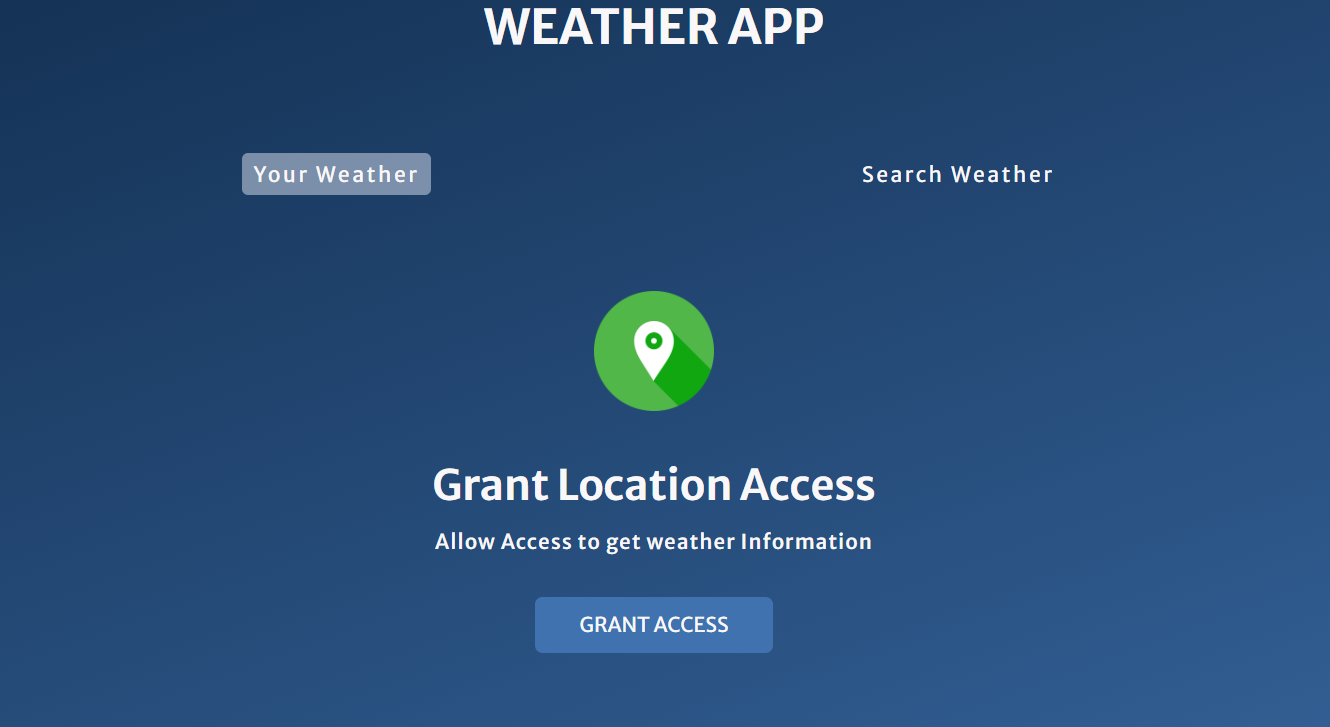 WEATHER APP
Your Weather
Search Weather
Grant Location Access
Allow Access to get weather Information
GRANT ACCESS